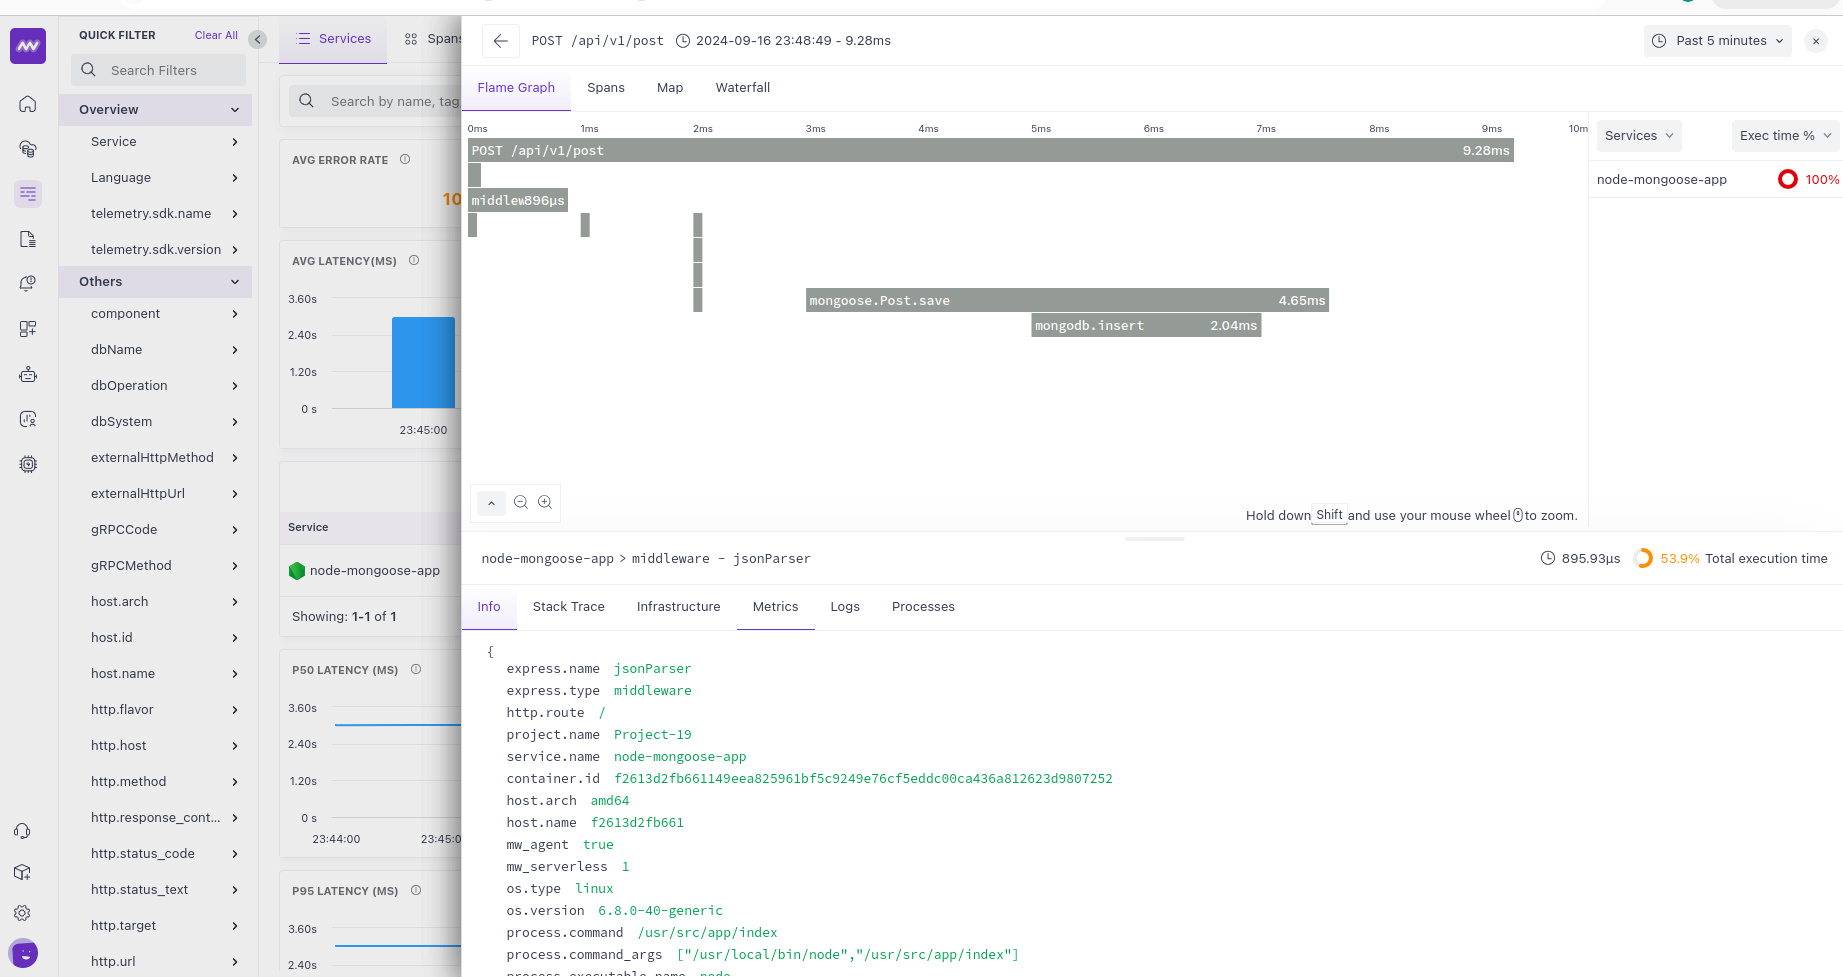 QUICK FILTER
Clear All
Search Filters
Overview
Service
Language
telemetry.sdk.name
telemetry.sdk.version
Others
component
dbName
dbOperation
dbSystem
externalHttpMethod
externalHttpUrl
gRPCCode
gRPCMethod
host.arch
host.id
host.name
http.flavor
http.host
http.method
http.response_cont...
http.status_code
http.status_text
http.target
http.url
Services
Spans
Search by name, tag
AVG ERROR RATE
10
AVG LATENCY(MS)
3.60s
2.40s
1.20s
0 s
23:45:00
Service
node-mongoose-app
Showing: 1-1 of 1
P50 LATENCY (MS)
3.60s
2.40s
1.20s
0 s
23:44:00
23:45:0
P95 LATENCY (MS)
3.60s
2.40s
POST /api/v1/post
2024-09-16 23:48:49 - 9.28ms
Past 5 minutes
Flame Graph
Spans
Map
Waterfall
0ms
1ms
2ms
3ms
4ms
5ms
6ms
7ms
8ms
9ms
10m
POST /api/v1/post
9.28ms
middlew896µs
mongoose.Post.save
4.65ms
mongodb.insert
2.04ms
Services
Exec time %
node-mongoose-app
100%
Hold down Shift and use your mouse wheel to zoom.
node-mongoose-app > middleware - jsonParser
895.93µs
53.9% Total execution time
Info
Stack Trace
Infrastructure
Metrics
Logs
Processes
{
express.name jsonParser
express.type middleware
http.route /
project.name Project-19
service.name node-mongoose-app
container.id f2613d2fb661149eea825961bf5c9249e76cf5eddc00ca436a812623d9807252
host.arch amd64
host.name f2613d2fb661
mw_agent true
mw_serverless 1
os.type linux
os.version 6.8.0-40-generic
process.command /usr/src/app/index
process.command_args ["/usr/local/bin/node","/usr/src/app/index"]
process.executable.name node